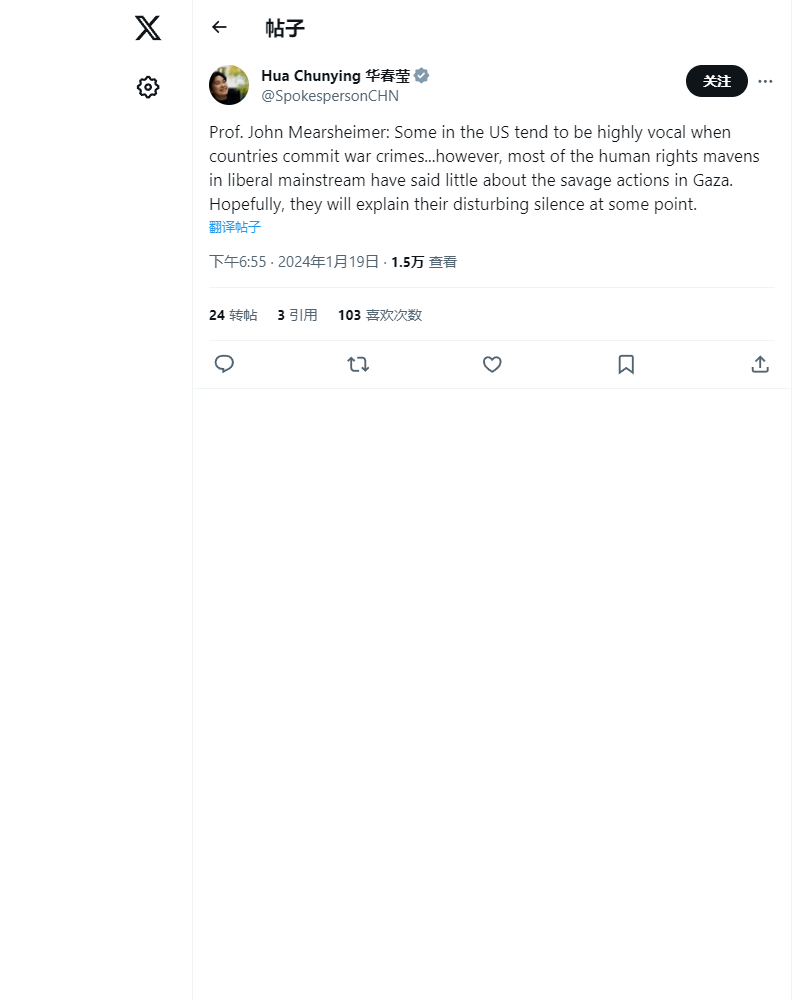 帖子
Hua Chunying 华春莹
@SpokespersonCHN
关注
Prof. John Mearsheimer: Some in the US tend to be highly vocal when
countries commit war crimes...however, most of the human rights mavens
in liberal mainstream have said little about the savage actions in Gaza.
Hopefully, they will explain their disturbing silence at some point.
翻译帖子
下午6:55 · 2024年1月19日 · 1.5万 查看
24 转帖 3 引用 103 喜欢次数